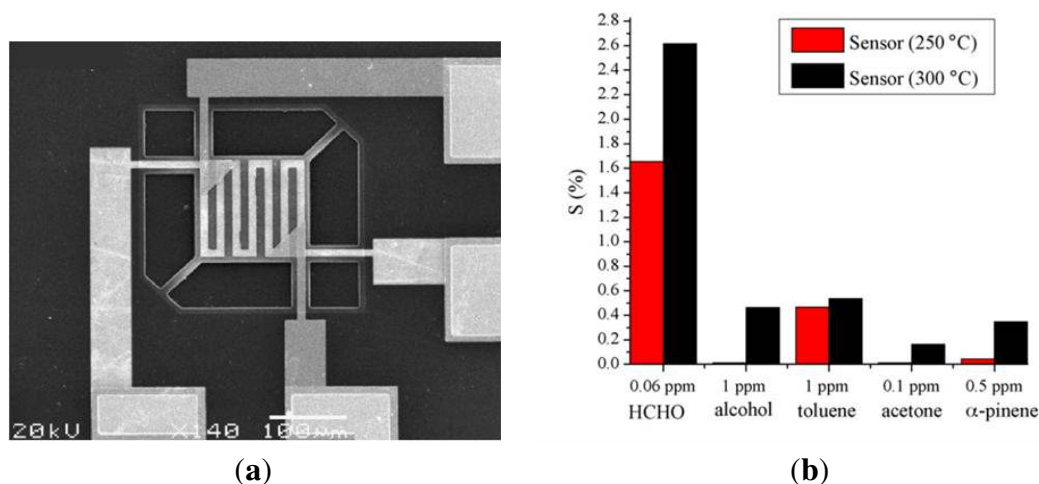 20kV X140 100μm
(a)
Sensor (250 °C)
Sensor (300 °C)
S (%)
2.8
2.6
2.4
2.2
2.0
1.8
1.6
1.4
1.2
1.0
0.8
0.6
0.4
0.2
0.0
0.06 ppm 1 ppm 1 ppm 0.1 ppm 0.5 ppm
HCHO alcohol toluene acetone α-pinene
(b)